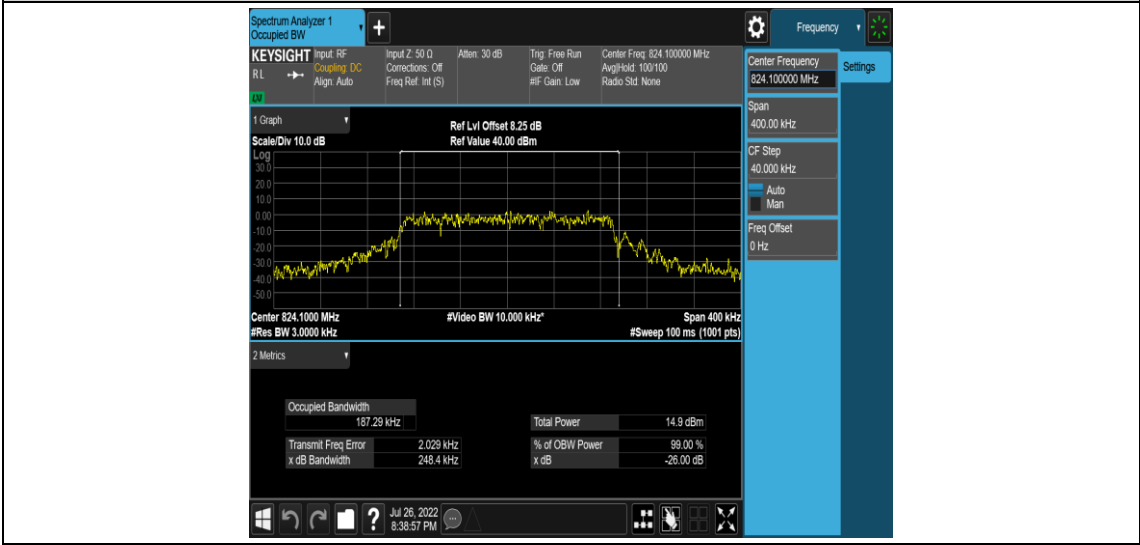 Spectrum Analyzer 1
Occupied BW
+
Frequency
KEYSIGHT
RL
LM
Input: RF
Coupling: DC
Align: Auto
Input Z: 50 Ω
Corrections: Off
Freq Ref: Int (S)
Atten: 30 dB
Trig: Free Run
Gate: Off
#IF Gain: Low
Center Freq: 824.100000 MHz
Avg|Hold: 100/100
Radio Std: None
Center Frequency
824.100000 MHz
Settings
Span
400.00 kHz
CF Step
40.000 kHz
Auto
Man
Freq Offset
0 Hz
1 Graph
Scale/Div 10.0 dB
Ref Lvl Offset 8.25 dB
Ref Value 40.00 dBm
Log
30.0
20.0
10.0
0.00
-10.0
-20.0
-30.0
-40.0
-50.0
Center 824.1000 MHz
#Video BW 10.000 kHz*
Span 400 kHz
#Res BW 3.0000 kHz
#Sweep 100 ms (1001 pts)
2 Metrics
Occupied Bandwidth
187.29 kHz
Total Power 14.9 dBm
Transmit Freq Error 2.029 kHz
% of OBW Power 99.00 %
x dB Bandwidth 248.4 kHz
x dB -26.00 dB
?
Jul 26, 2022
8:38:57 PM